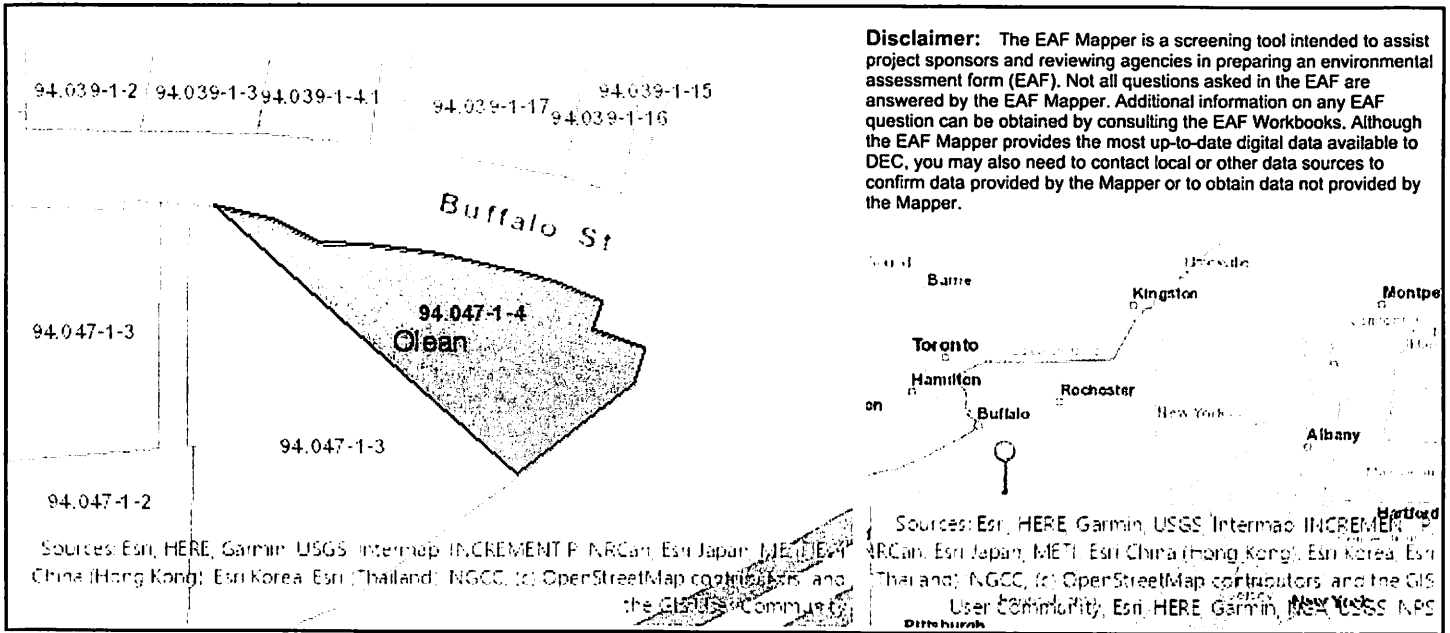 94.039-1-2 94.039-1-3 94.039-1-4.1
94.039-1-17 94.039-1-16 94.039-1-15
Buffalo St
94.047-1-3
94.047-1-4
Olean
94.047-1-3
94.047-1-2
Sources: Esri, HERE, Garmin, USGS, Intermap, INCREMENT P, NRCan, Esri Japan, METI, Esri
China (Hong Kong), Esri Korea, Esri (Thailand), NGCC, (c) OpenStreetMap contributors, and
the GIS User Community
Disclaimer: The EAF Mapper is a screening tool intended to assist
project sponsors and reviewing agencies in preparing an environmental
assessment form (EAF). Not all questions asked in the EAF are
answered by the EAF Mapper. Additional information on any EAF
question can be obtained by consulting the EAF Workbooks. Although
the EAF Mapper provides the most up-to-date digital data available to
DEC, you may also need to contact local or other data sources to
confirm data provided by the Mapper or to obtain data not provided by
the Mapper.
Barrie
Kingston
Montpe
Toronto
Hamilton
Rochester
on
Buffalo
New York
Albany
Hartford
Sources: Esri, HERE, Garmin, USGS, Intermap, INCREMENT P,
NRCan, Esri Japan, METI, Esri China (Hong Kong), Esri Korea, Esri
(Thailand), NGCC, (c) OpenStreetMap contributors, and the GIS
User Community, Esri, HERE, Garmin, USGS, NPS
New York
Pittsburgh